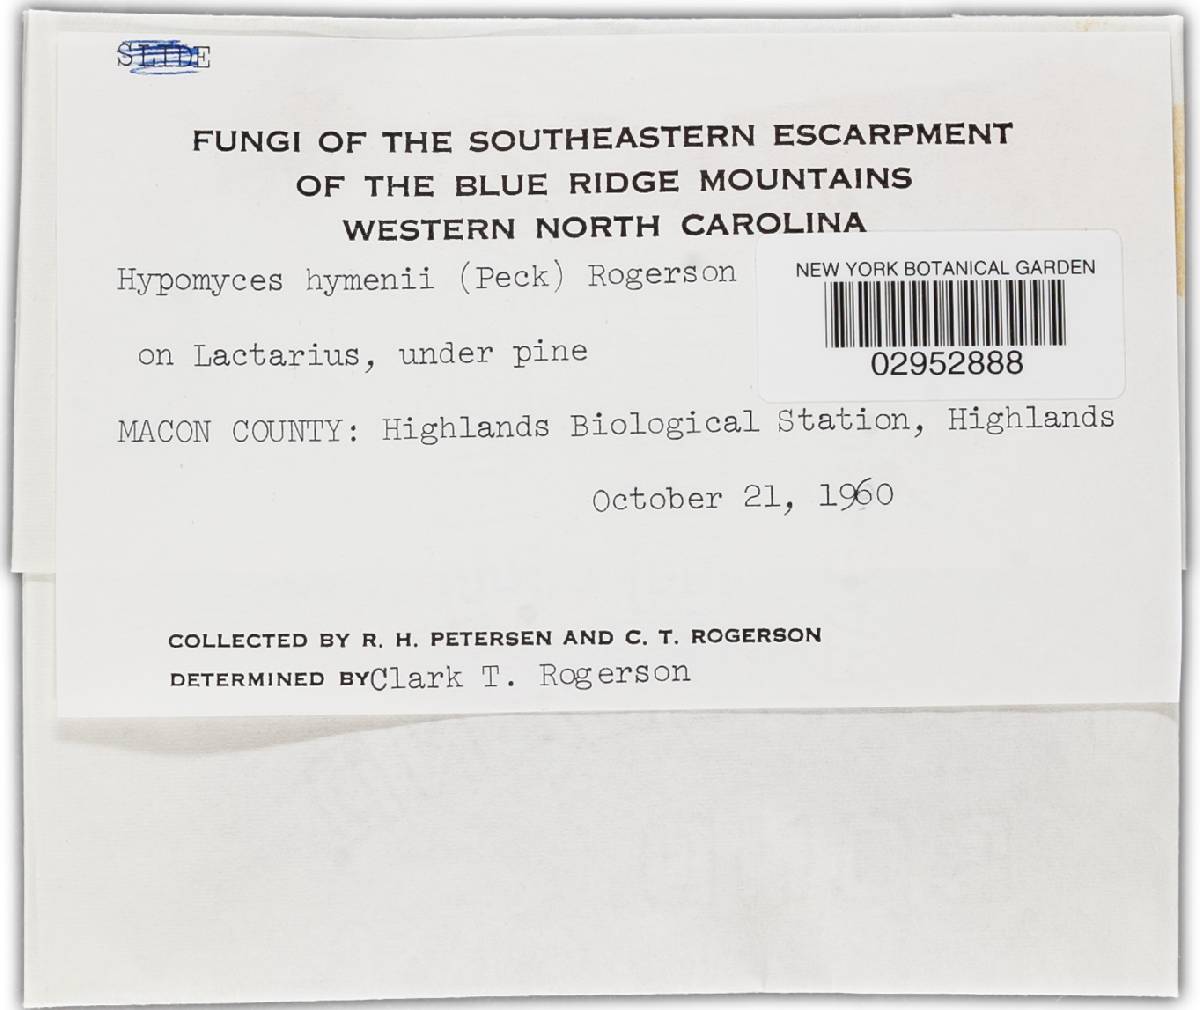 SLIDE
FUNGI OF THE SOUTHEASTERN ESCARPMENT
OF THE BLUE RIDGE MOUNTAINS
WESTERN NORTH CAROLINA
Hypomyces hymenii (Peck) Rogerson
NEW YORK BOTANICAL GARDEN
02952888
on Lactarius, under pine
MACON COUNTY: Highlands Biological Station, Highlands
October 21, 1960
COLLECTED BY R. H. PETERSEN AND C. T. ROGERSON
DETERMINED BY Clark T. Rogerson